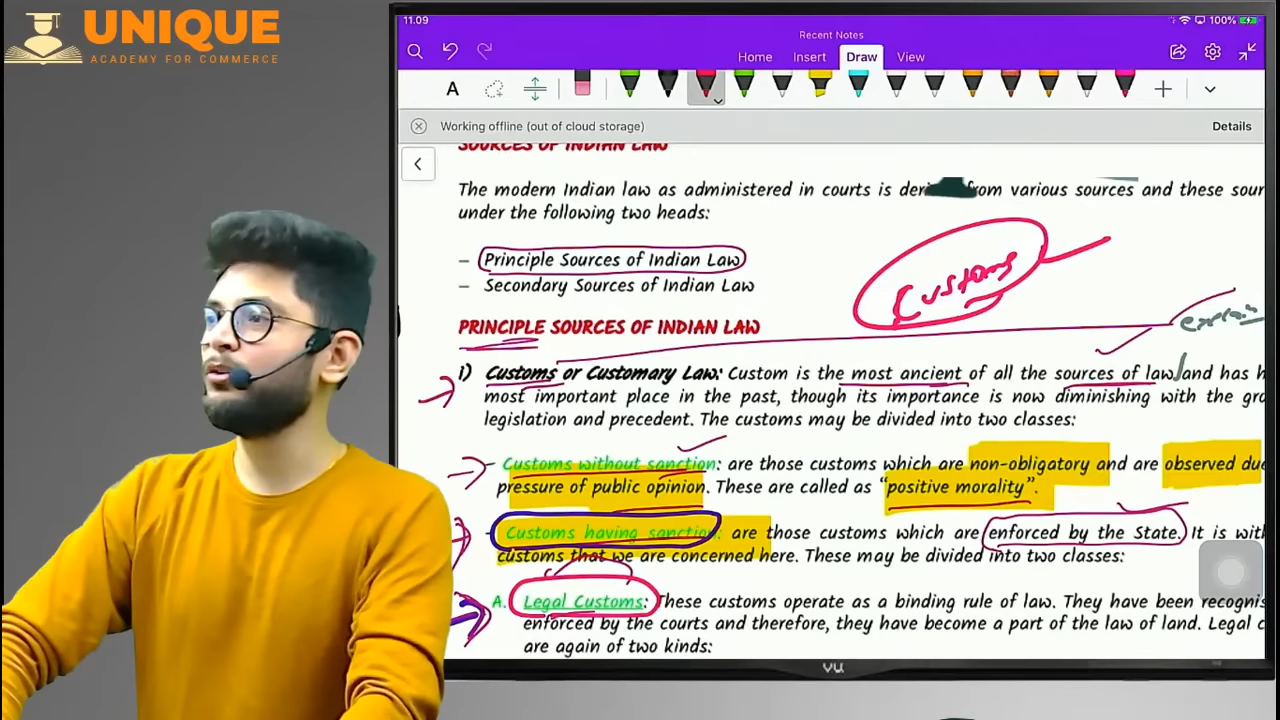 UNIQUE
ACADEMY FOR COMMERCE
11.09
100%
Recent Notes
Home Insert Draw View
A
Working offline (out of cloud storage)
Details
SOURCES OF INDIAN LAW
The modern Indian law as administered in courts is from various sources and these
under the following two heads:
– Principle Sources of Indian Law
– Secondary Sources of Indian Law
Customs
PRINCIPLE SOURCES OF INDIAN LAW
i) Customs or Customary Law: Custom is the most ancient of all the sources of law and has
most important place in the past, though its importance is now diminishing with the
legislation and precedent. The customs may be divided into two classes:
– Customs without sanction: are those customs which are non-obligatory and are observed
pressure of public opinion. These are called as “positive morality”.
– Customs having sanction: are those customs which are enforced by the State. It is
customs that we are concerned here. These may be divided into two classes:
A. Legal Customs: These customs operate as a binding rule of law. They have been
enforced by the courts and therefore, they have become a part of the law of land. Legal
are again of two kinds:
VU